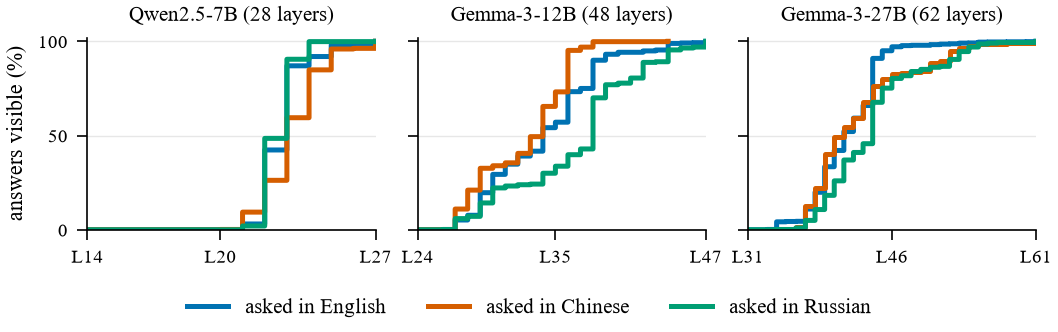 Qwen2.5-7B (28 layers)
Gemma-3-12B (48 layers)
Gemma-3-27B (62 layers)
answers visible (%)
100
50
0
L14
L20
L27
L24
L35
L47
L31
L46
L61
asked in English
asked in Chinese
asked in Russian